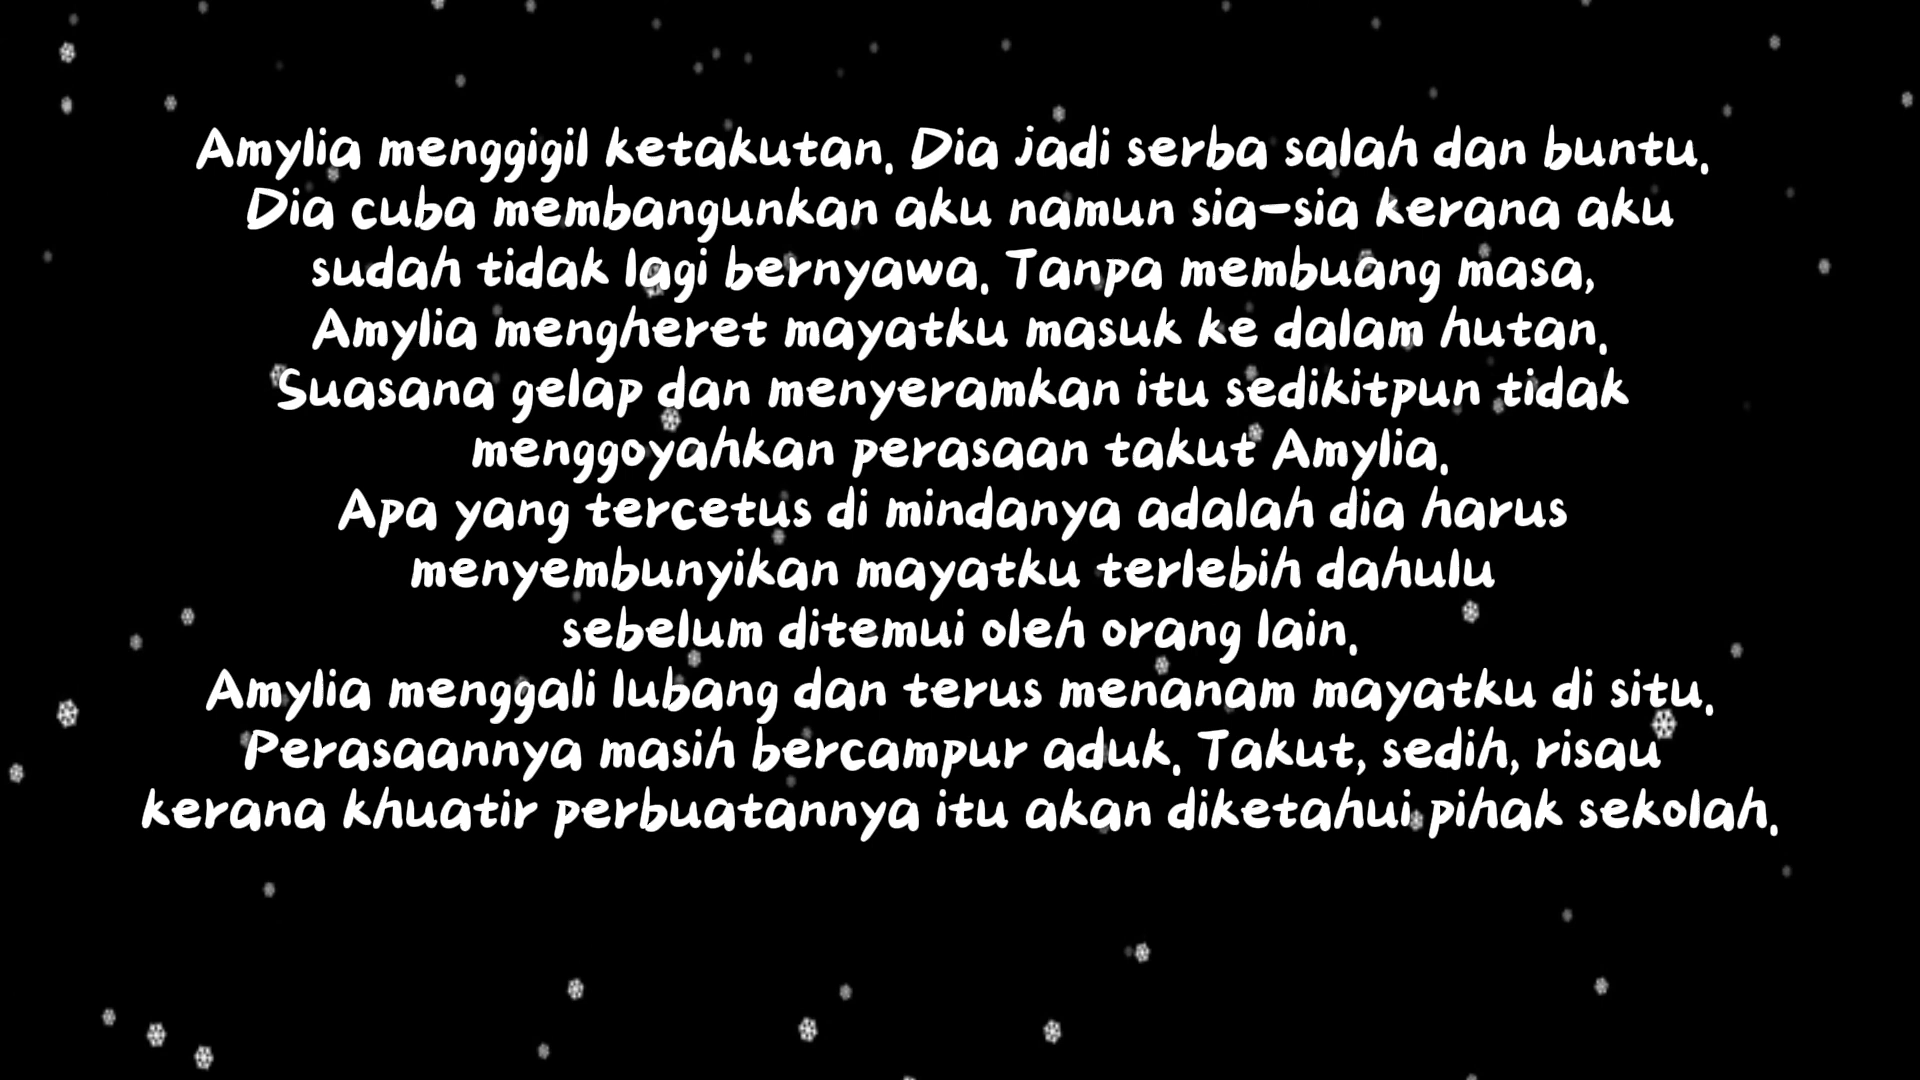 Amylia menggigil ketakutan. Dia jadi serba salah dan buntu.
Dia cuba membangunkan aku namun sia-sia kerana aku
sudah tidak lagi bernyawa. Tanpa membuang masa,
Amylia mengheret mayatku masuk ke dalam hutan.
Suasana gelap dan menyeramkan itu sedikitpun tidak
menggoyahkan perasaan takut Amylia.
Apa yang tercetus di mindanya adalah dia harus
menyembunyikan mayatku terlebih dahulu
sebelum ditemui oleh orang lain.
Amylia menggali lubang dan terus menanam mayatku di situ.
Perasaannya masih bercampur aduk. Takut, sedih, risau
kerana khuatir perbuatannya itu akan diketahui pihak sekolah.